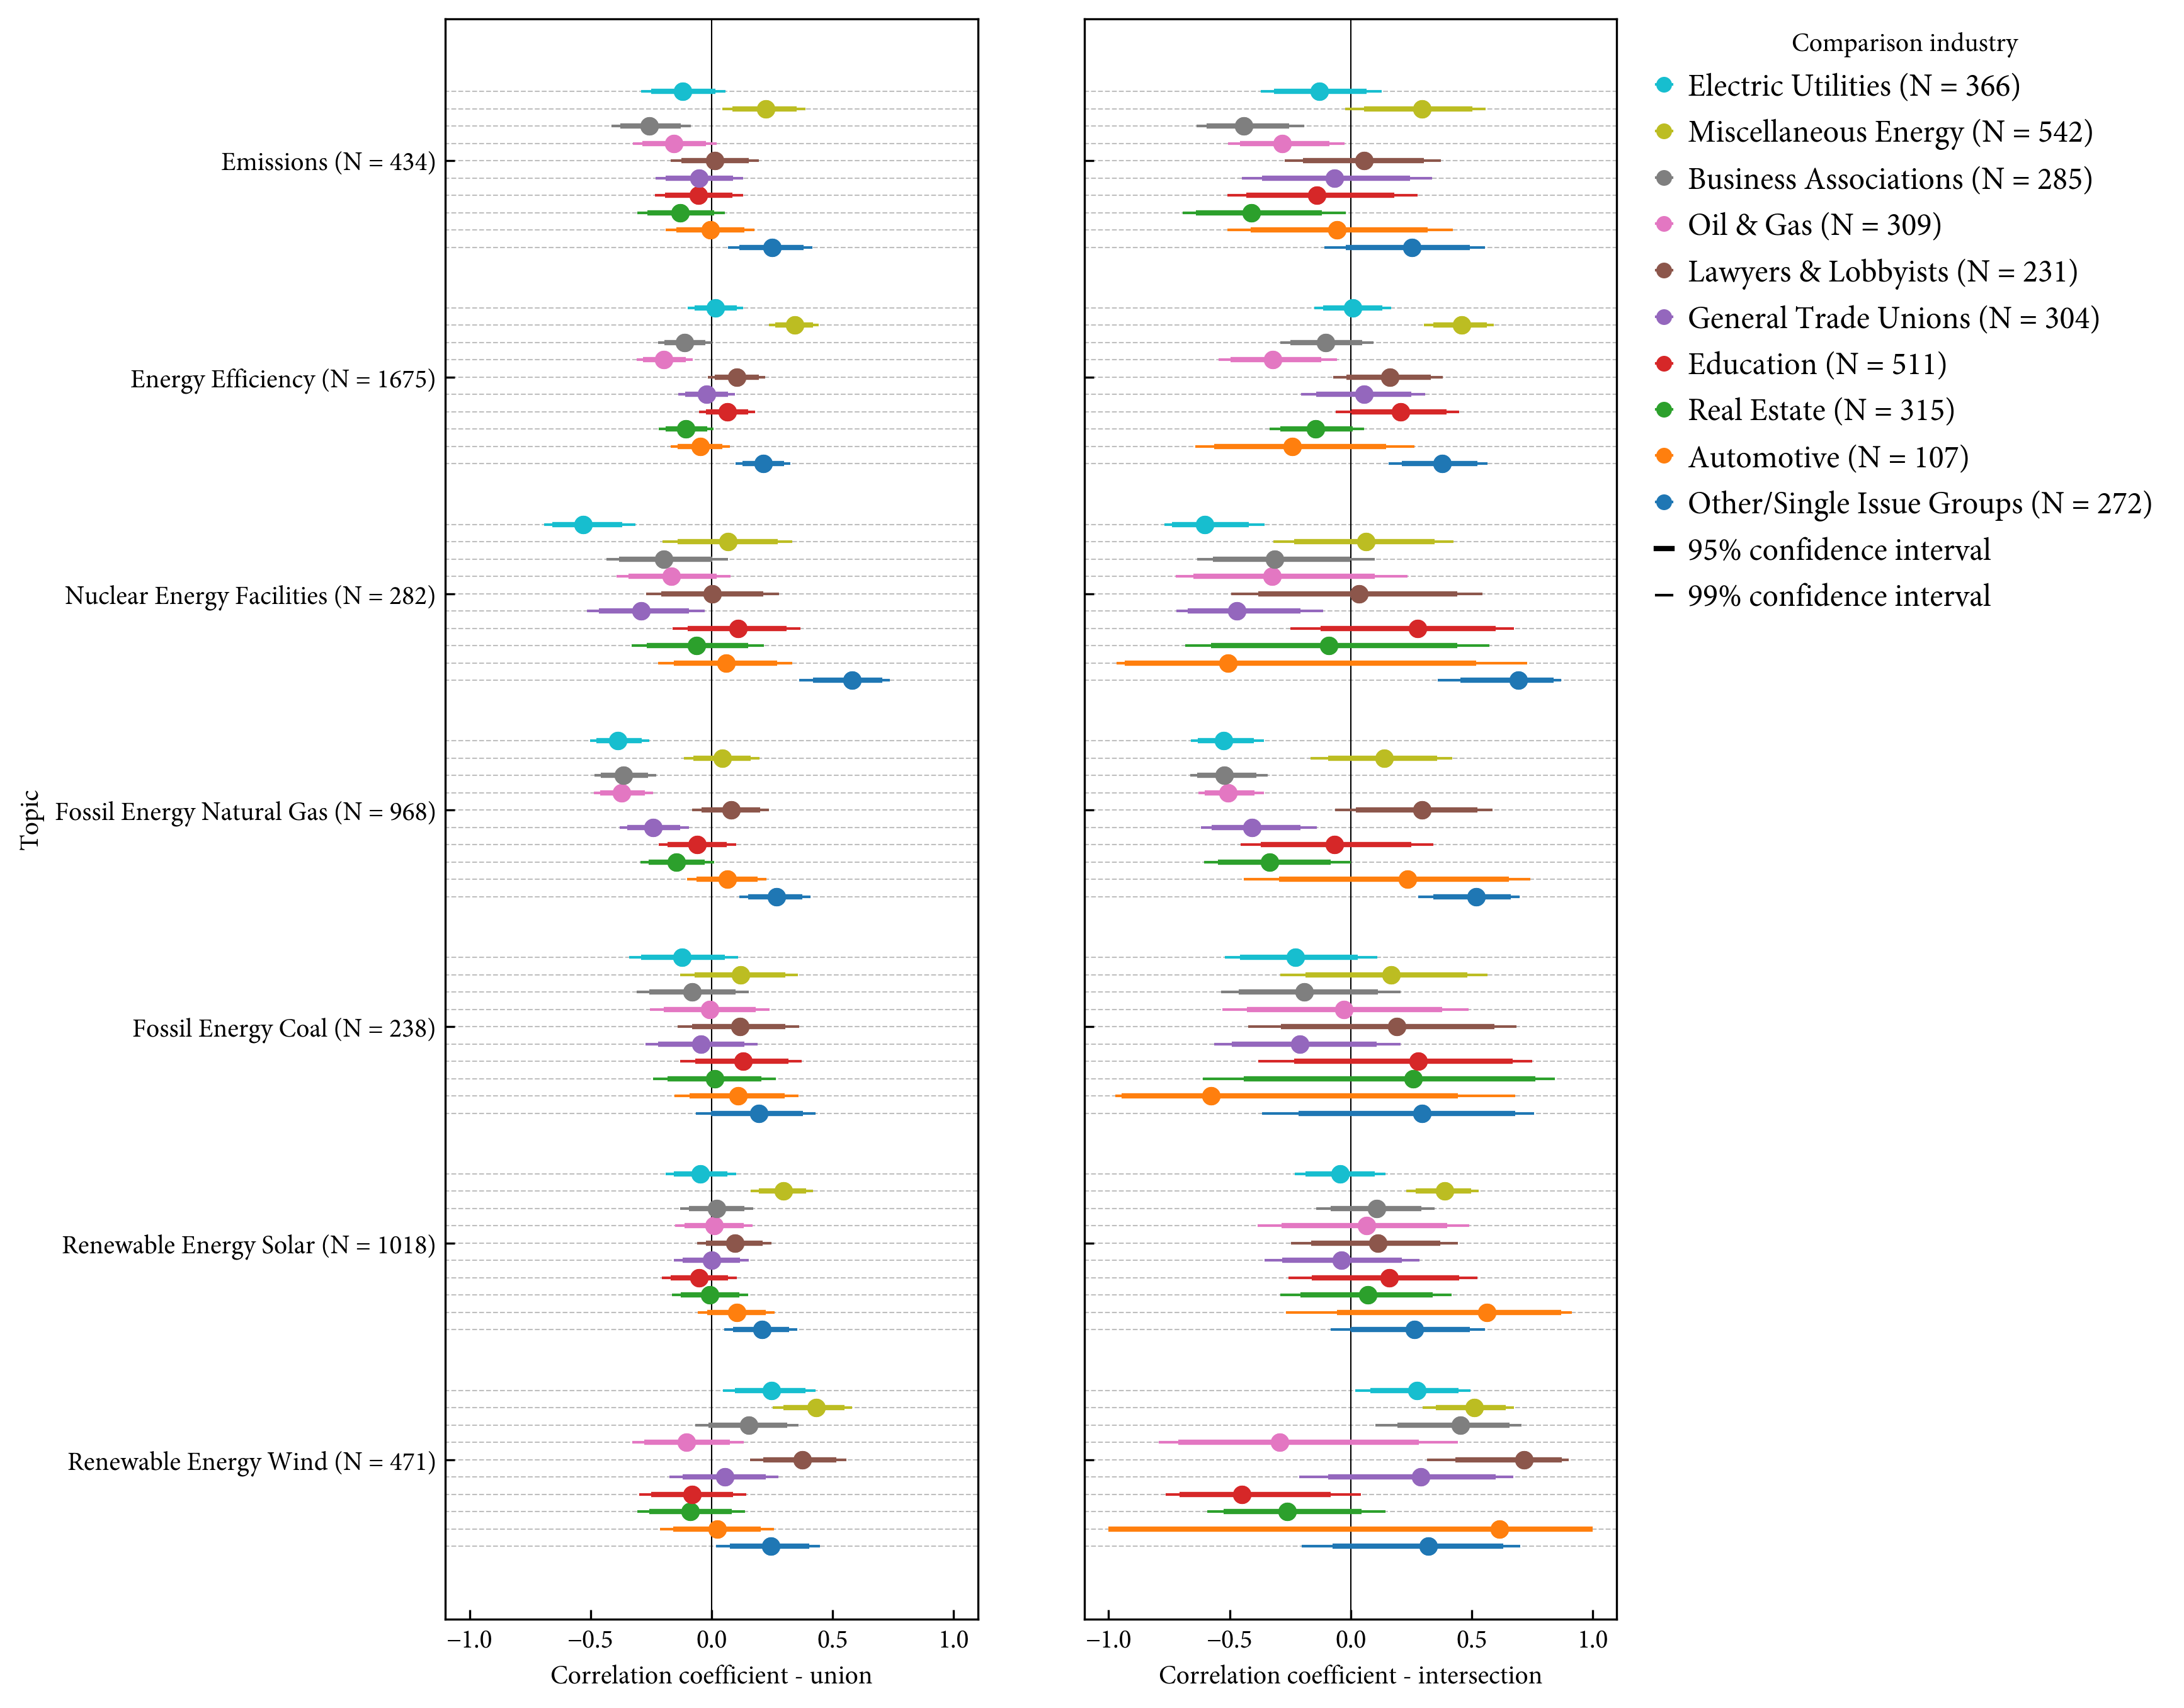 Comparison industry
Electric Utilities (N = 366)
Miscellaneous Energy (N = 542)
Business Associations (N = 285)
Oil & Gas (N = 309)
Lawyers & Lobbyists (N = 231)
General Trade Unions (N = 304)
Education (N = 511)
Real Estate (N = 315)
Automotive (N = 107)
Other/Single Issue Groups (N = 272)
95% confidence interval
99% confidence interval
Topic
Emissions (N = 434)
Energy Efficiency (N = 1675)
Nuclear Energy Facilities (N = 282)
Fossil Energy Natural Gas (N = 968)
Fossil Energy Coal (N = 238)
Renewable Energy Solar (N = 1018)
Renewable Energy Wind (N = 471)
−1.0 −0.5 0.0 0.5 1.0
Correlation coefficient - union
−1.0 −0.5 0.0 0.5 1.0
Correlation coefficient - intersection